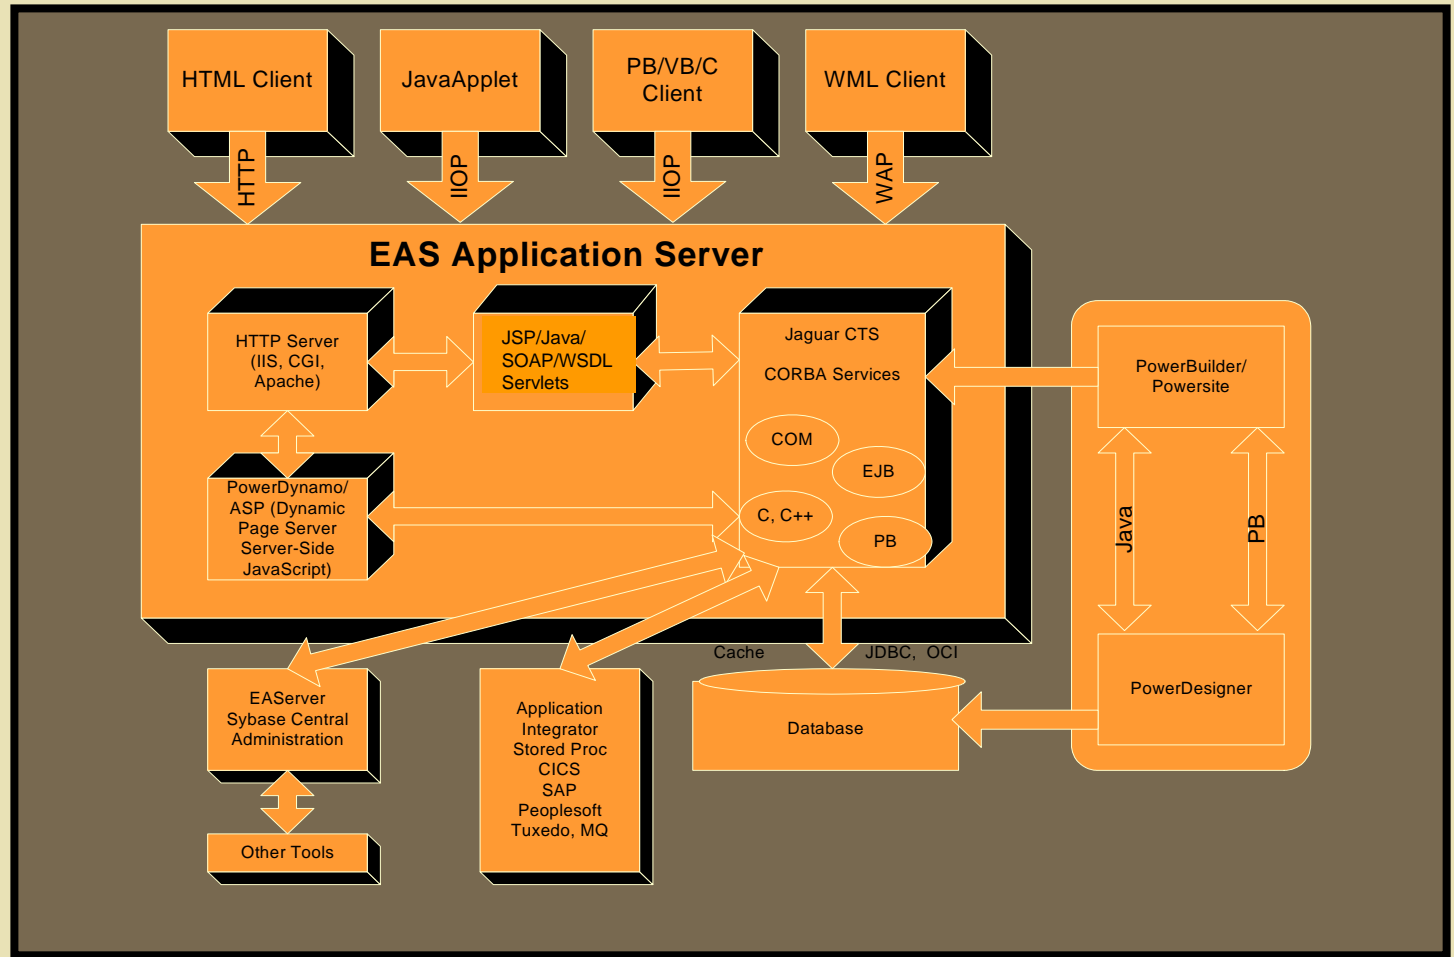 HTML Client
JavaApplet
PB/VB/C
Client
WML Client
HTTP
IIOP
IIOP
WAP
EAS Application Server
HTTP Server
(IIS, CGI,
Apache)
JSP/Java/
SOAP/WSDL
Servlets
Jaguar CTS
CORBA Services
COM
EJB
C, C++
PB
PowerDynamo/
ASP (Dynamic
Page Server
Server-Side
JavaScript)
PowerBuilder/
Powersite
Java
PB
PowerDesigner
Cache
JDBC, OCI
Database
EAServer
Sybase Central
Administration
Other Tools
Application
Integrator
Stored Proc
CICS
SAP
Peoplesoft
Tuxedo, MQ